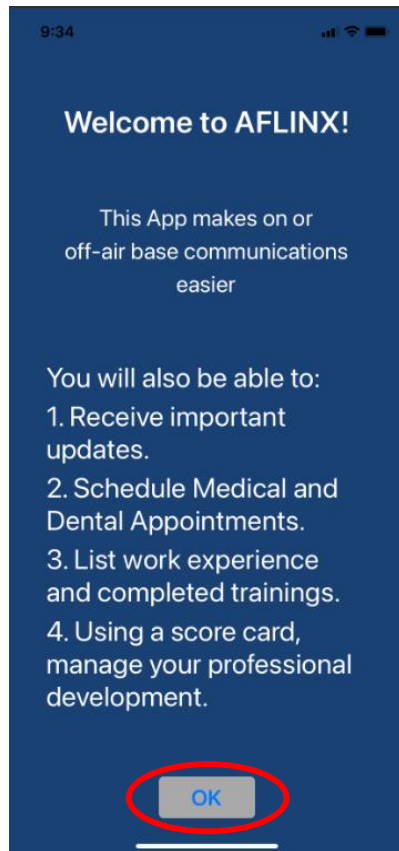 9:34
Welcome to AFLINX!
This App makes on or
off-air base communications
easier
You will also be able to:
1. Receive important
updates.
2. Schedule Medical and
Dental Appointments.
3. List work experience
and completed trainings.
4. Using a score card,
manage your professional
development.
OK